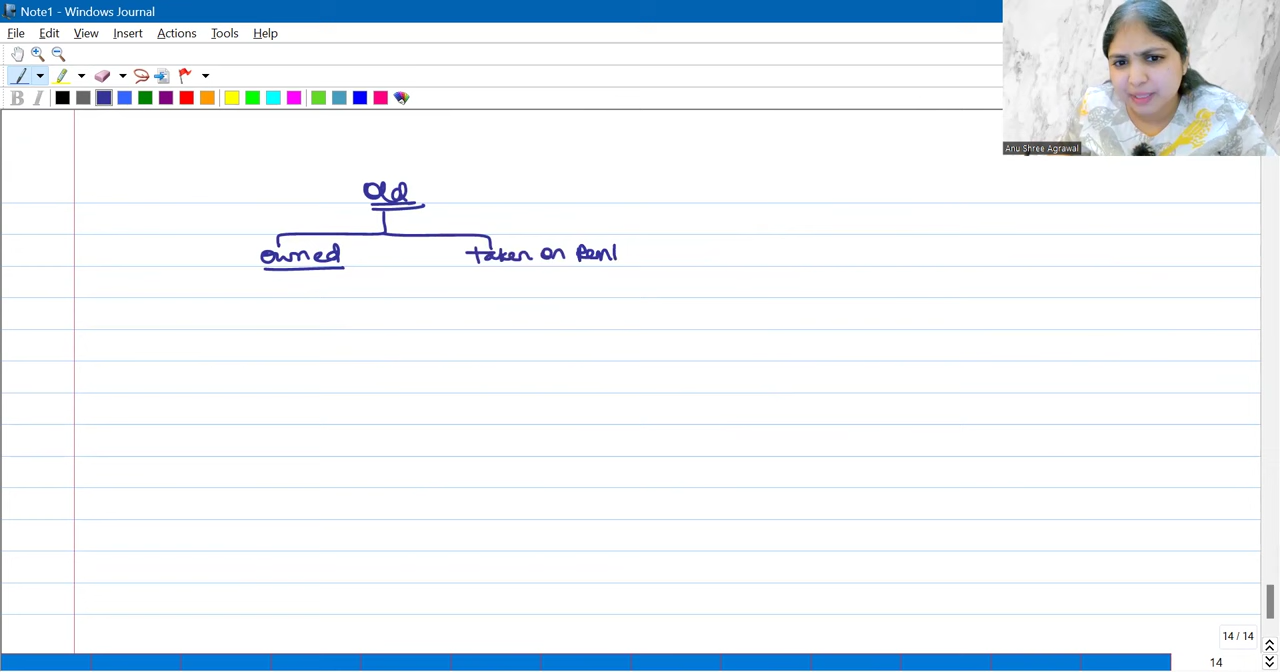 Note1 - Windows Journal
File Edit View Insert Actions Tools Help
B I
Anu Shree Agrawal
Old
owned taken on Rent
14 / 14
14